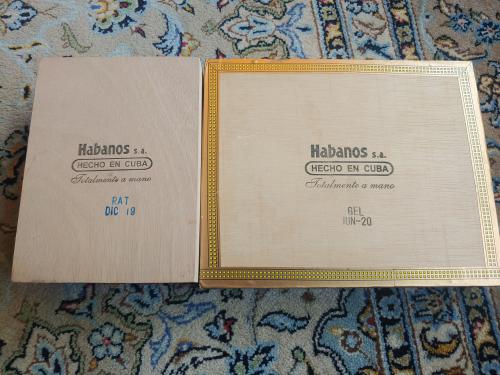 Habanos s.a.
HECHO EN CUBA
Totalmente a mano
RAT
DIC 19
Habanos s.a.
HECHO EN CUBA
Totalmente a mano
GEL
JUN-20